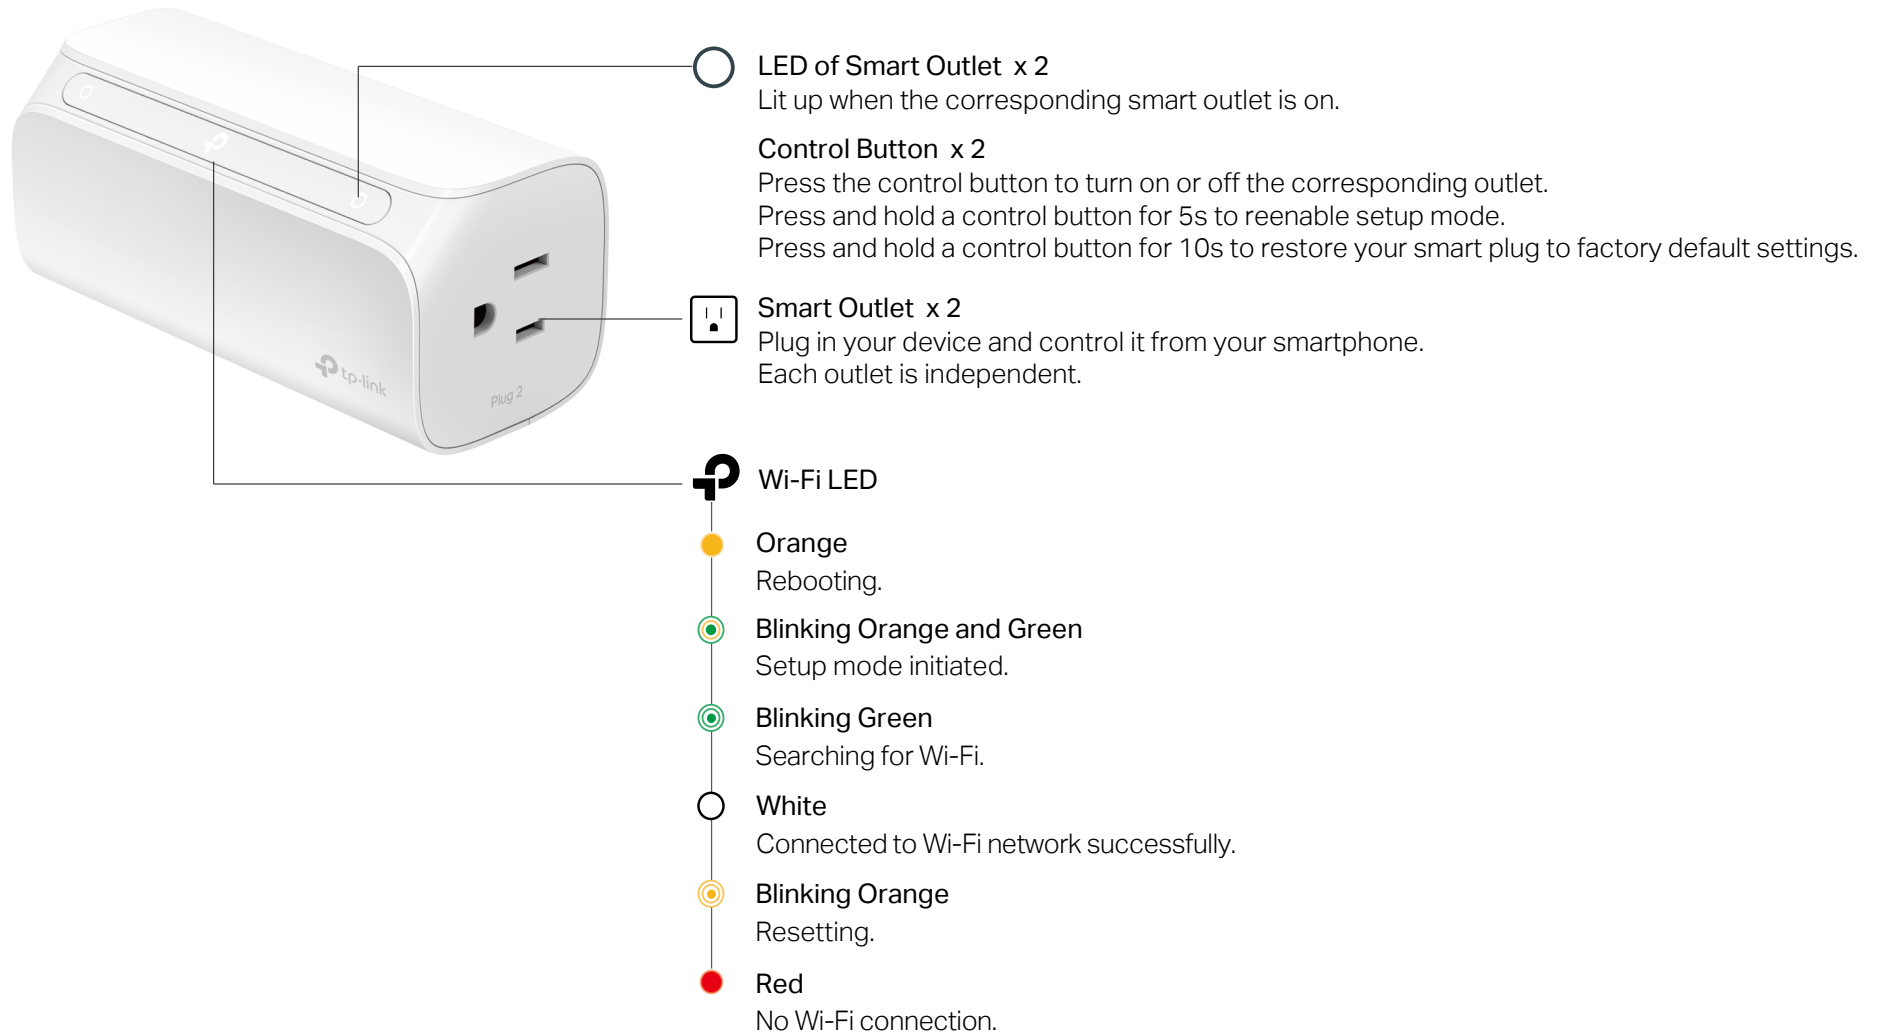 LED of Smart Outlet x 2
Lit up when the corresponding smart outlet is on.
Control Button x 2
Press the control button to turn on or off the corresponding outlet.
Press and hold a control button for 5s to reenable setup mode.
Press and hold a control button for 10s to restore your smart plug to factory default settings.
Smart Outlet x 2
Plug in your device and control it from your smartphone.
Each outlet is independent.
tp-link
Plug 2
Wi-Fi LED
Orange
Rebooting.
Blinking Orange and Green
Setup mode initiated.
Blinking Green
Searching for Wi-Fi.
White
Connected to Wi-Fi network successfully.
Blinking Orange
Resetting.
Red
No Wi-Fi connection.